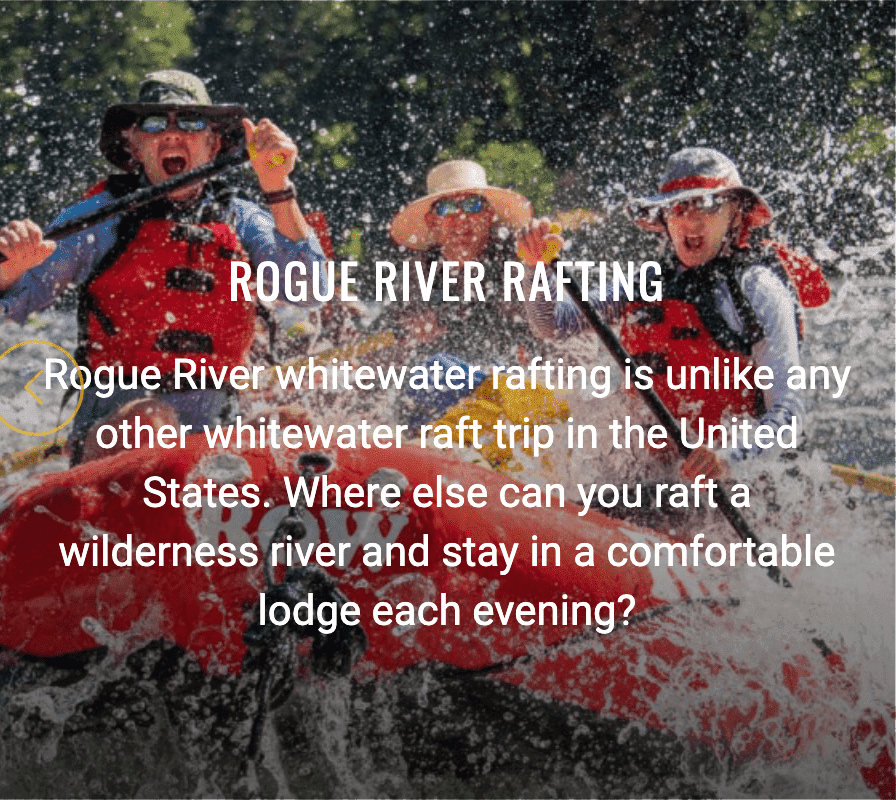 ROGUE RIVER RAFTING
Rogue River whitewater rafting is unlike any
other whitewater raft trip in the United
States. Where else can you raft a
wilderness river and stay in a comfortable
lodge each evening?
ROW